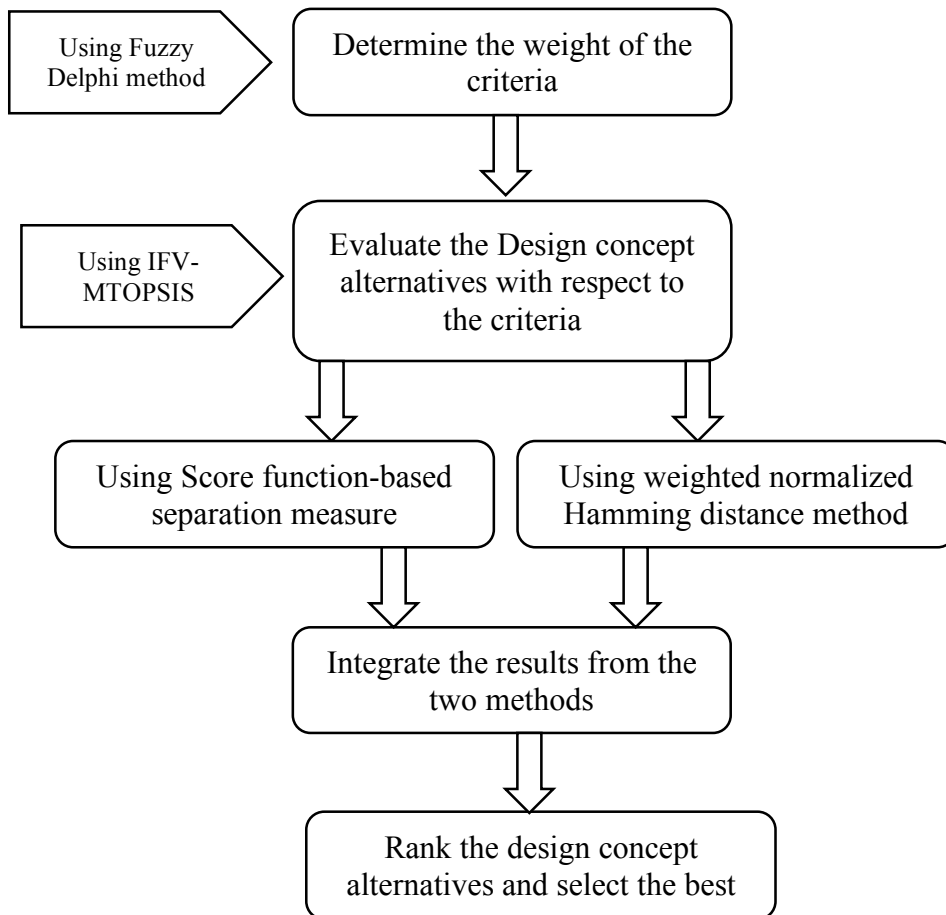 Using Fuzzy
Delphi method
Determine the weight of the
criteria
Using IFV-
MTOPSIS
Evaluate the Design concept
alternatives with respect to
the criteria
Using Score function-based
separation measure
Using weighted normalized
Hamming distance method
Integrate the results from the
two methods
Rank the design concept
alternatives and select the best